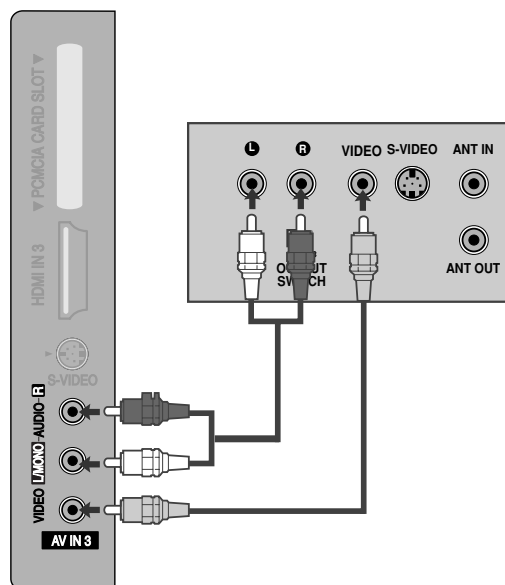 ◀ PCMCIA CARD SLOT ◀
HDMI IN 3
S-VIDEO
VIDEO L/MONO AUDIO R
AV IN 3
L R VIDEO S-VIDEO ANT IN
ANT OUT
SWITCH